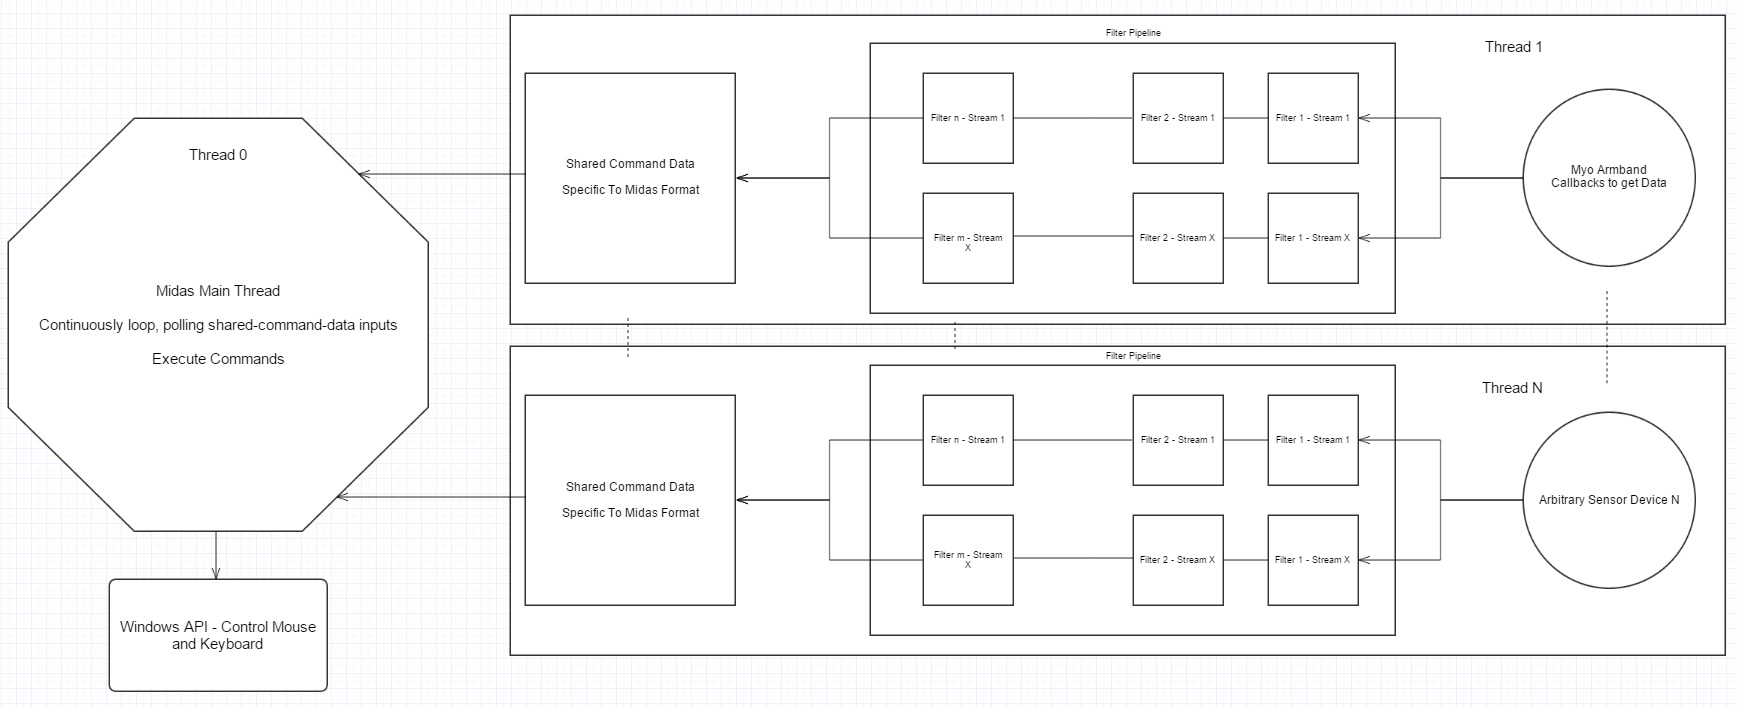 Thread 0
Midas Main Thread
Continuously loop, polling shared-command-data inputs
Execute Commands
Windows API - Control Mouse
and Keyboard
Filter Pipeline
Thread 1
Shared Command Data
Specific To Midas Format
Filter n - Stream 1
Filter 2 - Stream 1
Filter 1 - Stream 1
Filter m - Stream
X
Filter 2 - Stream X
Filter 1 - Stream X
Myo Armband
Callbacks to get Data
Filter Pipeline
Thread N
Shared Command Data
Specific To Midas Format
Filter n - Stream 1
Filter 2 - Stream 1
Filter 1 - Stream 1
Filter m - Stream
X
Filter 2 - Stream X
Filter 1 - Stream X
Arbitrary Sensor Device N